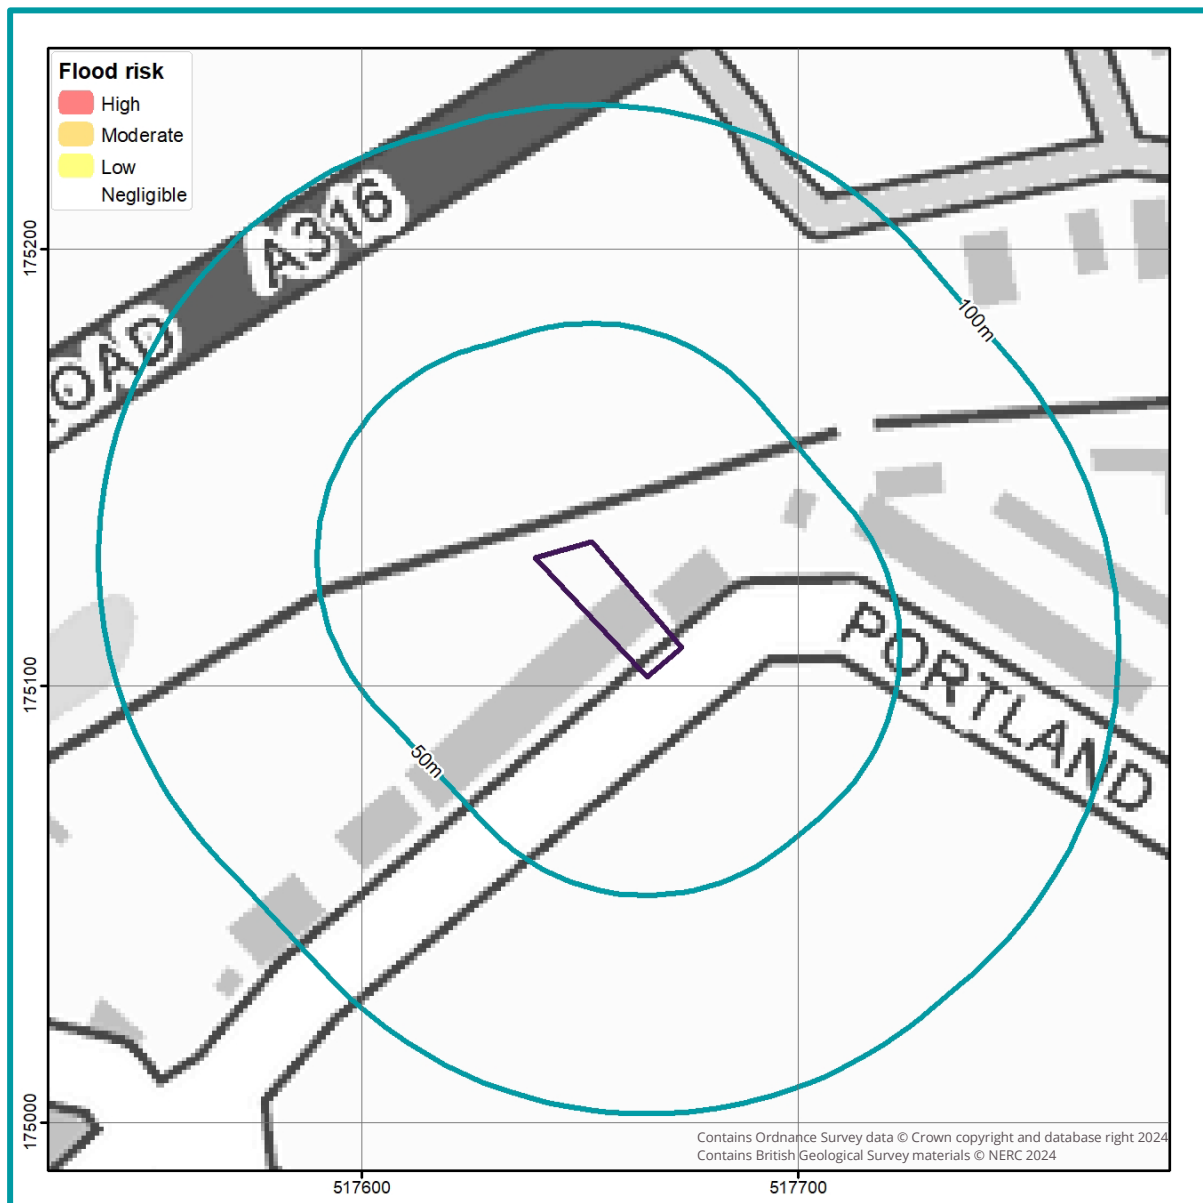 Flood risk
High
Moderate
Low
Negligible
A316
OAD
100m
50m
PORTLAND
175200
175100
175000
517600
517700
Contains Ordnance Survey data © Crown copyright and database right 2024
Contains British Geological Survey materials © NERC 2024